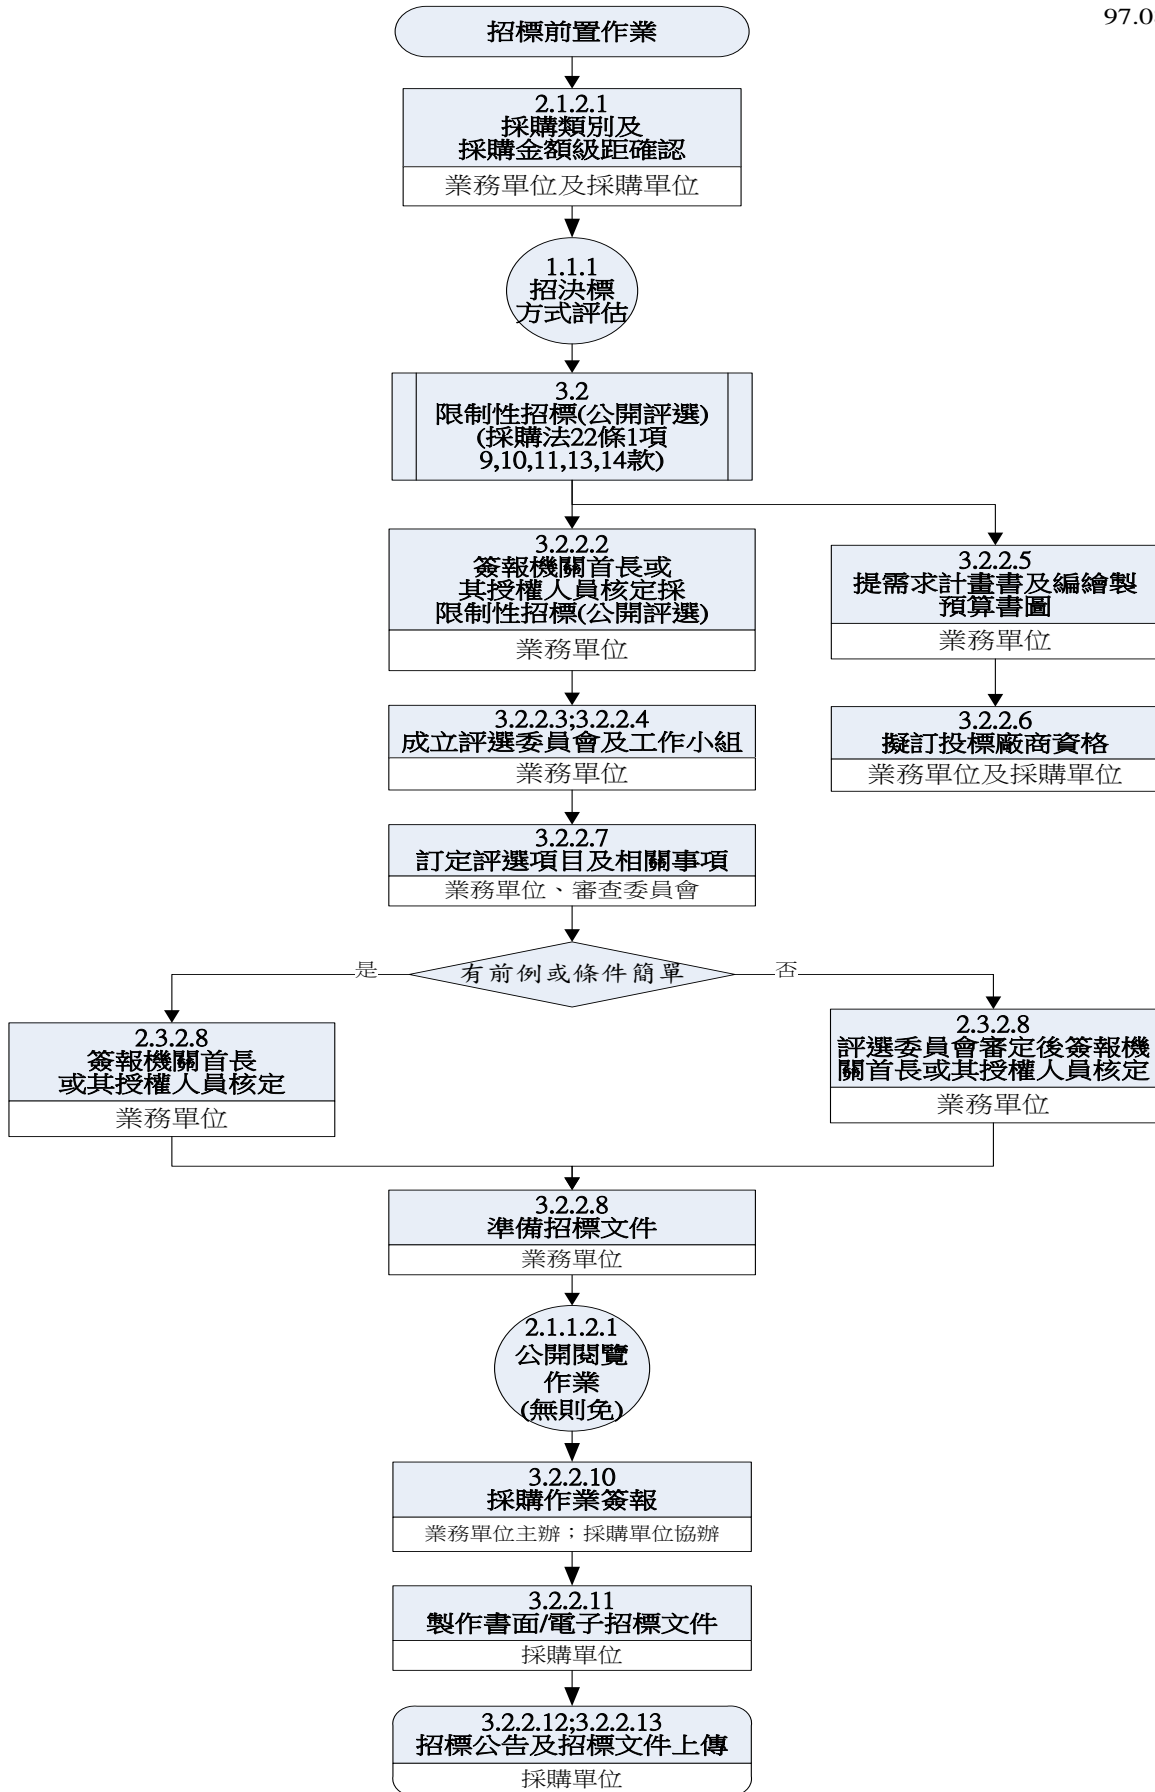 97.0
招標前置作業
2.1.2.1
採購類別及
採購金額級距確認
業務單位及採購單位
1.1.1
招決標
方式評估
3.2
限制性招標(公開評選)
(採購法22條1項
9,10,11,13,14款)
3.2.2.2
簽報機關首長或
其授權人員核定採
限制性招標(公開評選)
業務單位
3.2.2.5
提需求計畫書及編繪製
預算書圖
業務單位
3.2.2.3;3.2.2.4
成立評選委員會及工作小組
業務單位
3.2.2.6
擬訂投標廠商資格
業務單位及採購單位
3.2.2.7
訂定評選項目及相關事項
業務單位、審查委員會
有前例或條件簡單
是
否
2.3.2.8
簽報機關首長
或其授權人員核定
業務單位
2.3.2.8
評選委員會審定後簽報機
關首長或其授權人員核定
業務單位
3.2.2.8
準備招標文件
業務單位
2.1.1.2.1
公開閱覽
作業
(無則免)
3.2.2.10
採購作業簽報
業務單位主辦；採購單位協辦
3.2.2.11
製作書面/電子招標文件
採購單位
3.2.2.12;3.2.2.13
招標公告及招標文件上傳
採購單位